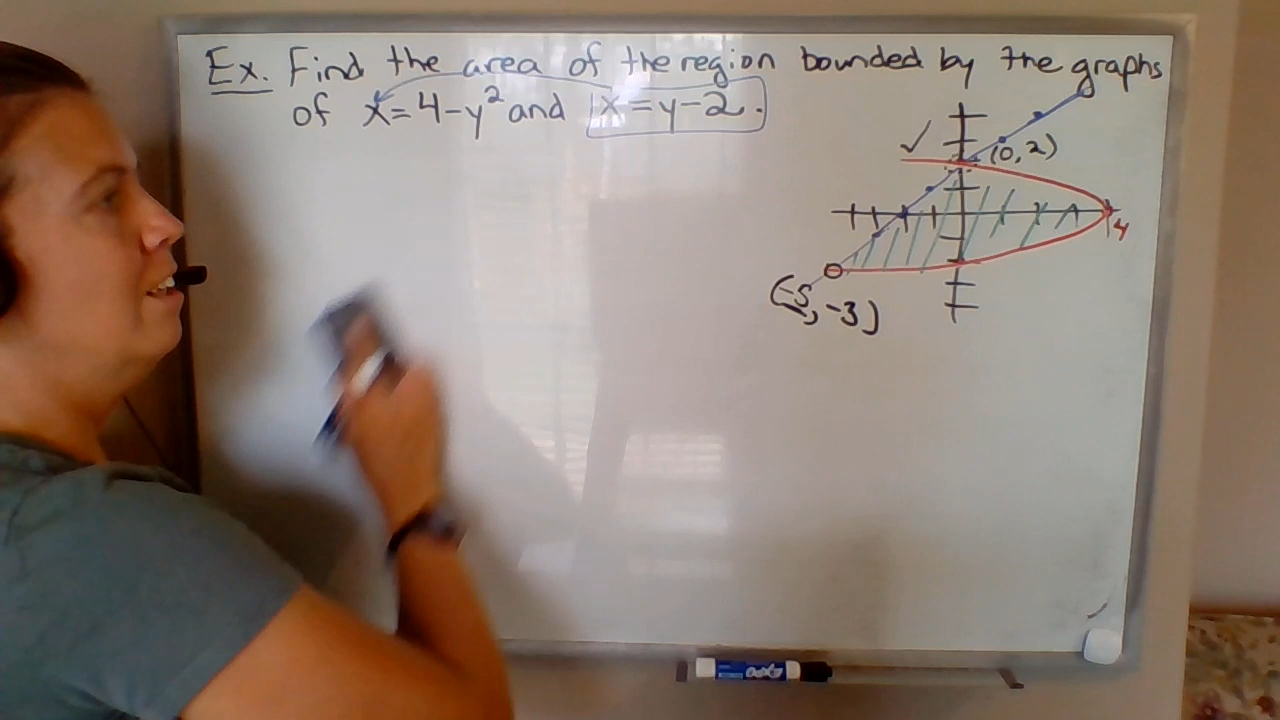 Ex. Find the area of the region bounded by the graphs
of x = 4 - y² and x = y - 2.
(0, 2)
4
(-5, -3)